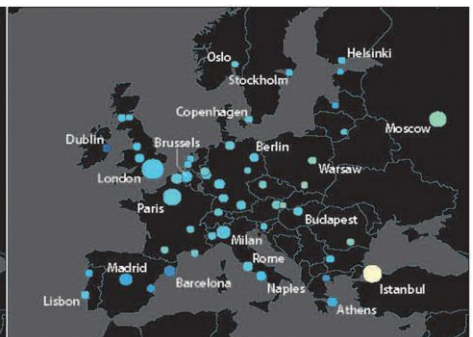 Oslo
Helsinki
Stockholm
Copenhagen
Moscow
Dublin
Brussels
Berlin
London
Warsaw
Paris
Budapest
Milan
Madrid
Rome
Barcelona
Naples
Istanbul
Lisbon
Athens